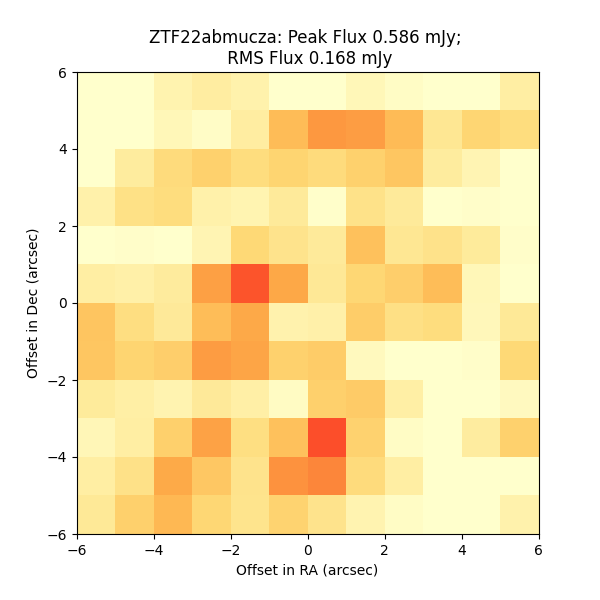 ZTF22abmucza: Peak Flux 0.586 mJy;
RMS Flux 0.168 mJy
6
4
2
0
−2
−4
−6
Offset in Dec (arcsec)
−6 −4 −2 0 2 4 6
Offset in RA (arcsec)